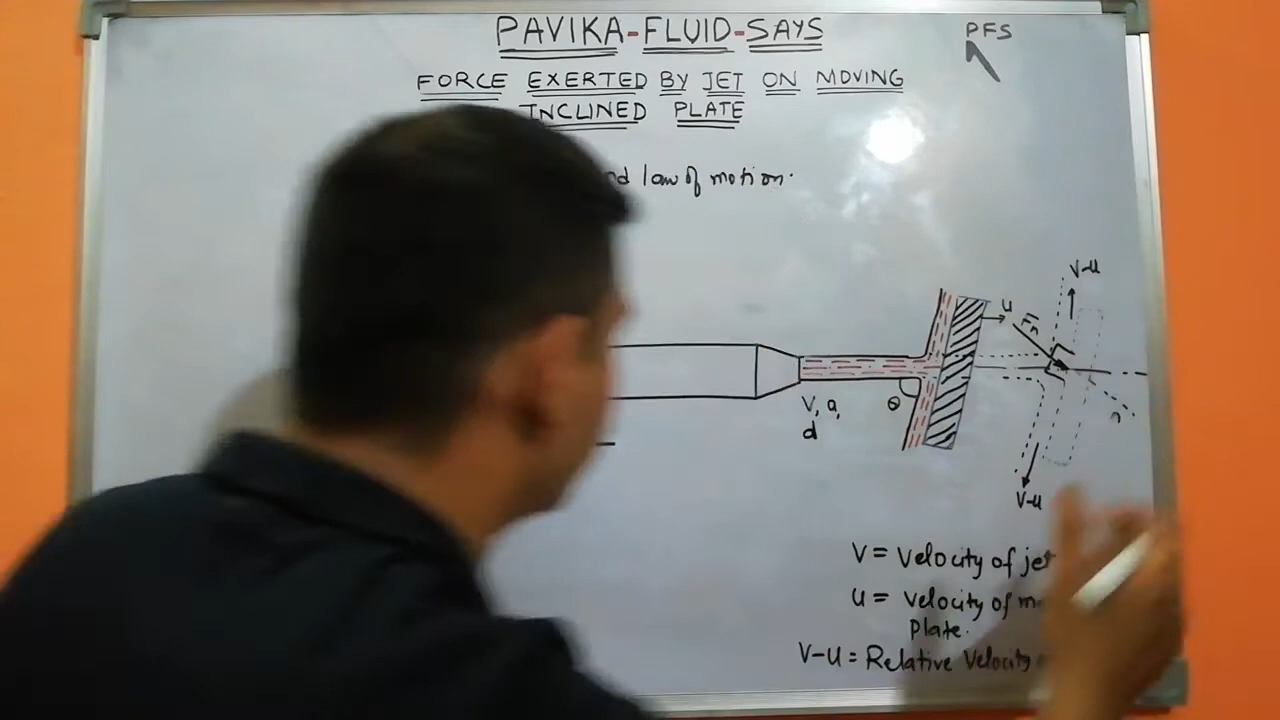 PAVIKA-FLUID-SAYS
PFS
FORCE EXERTED BY JET ON MOVING
INCLINED PLATE
law of motion.
V-u
u
Fn
V, a,
d
θ
n
V-u
V = Velocity of jet
u = Velocity of
Plate.
V-u = Relative Velocity